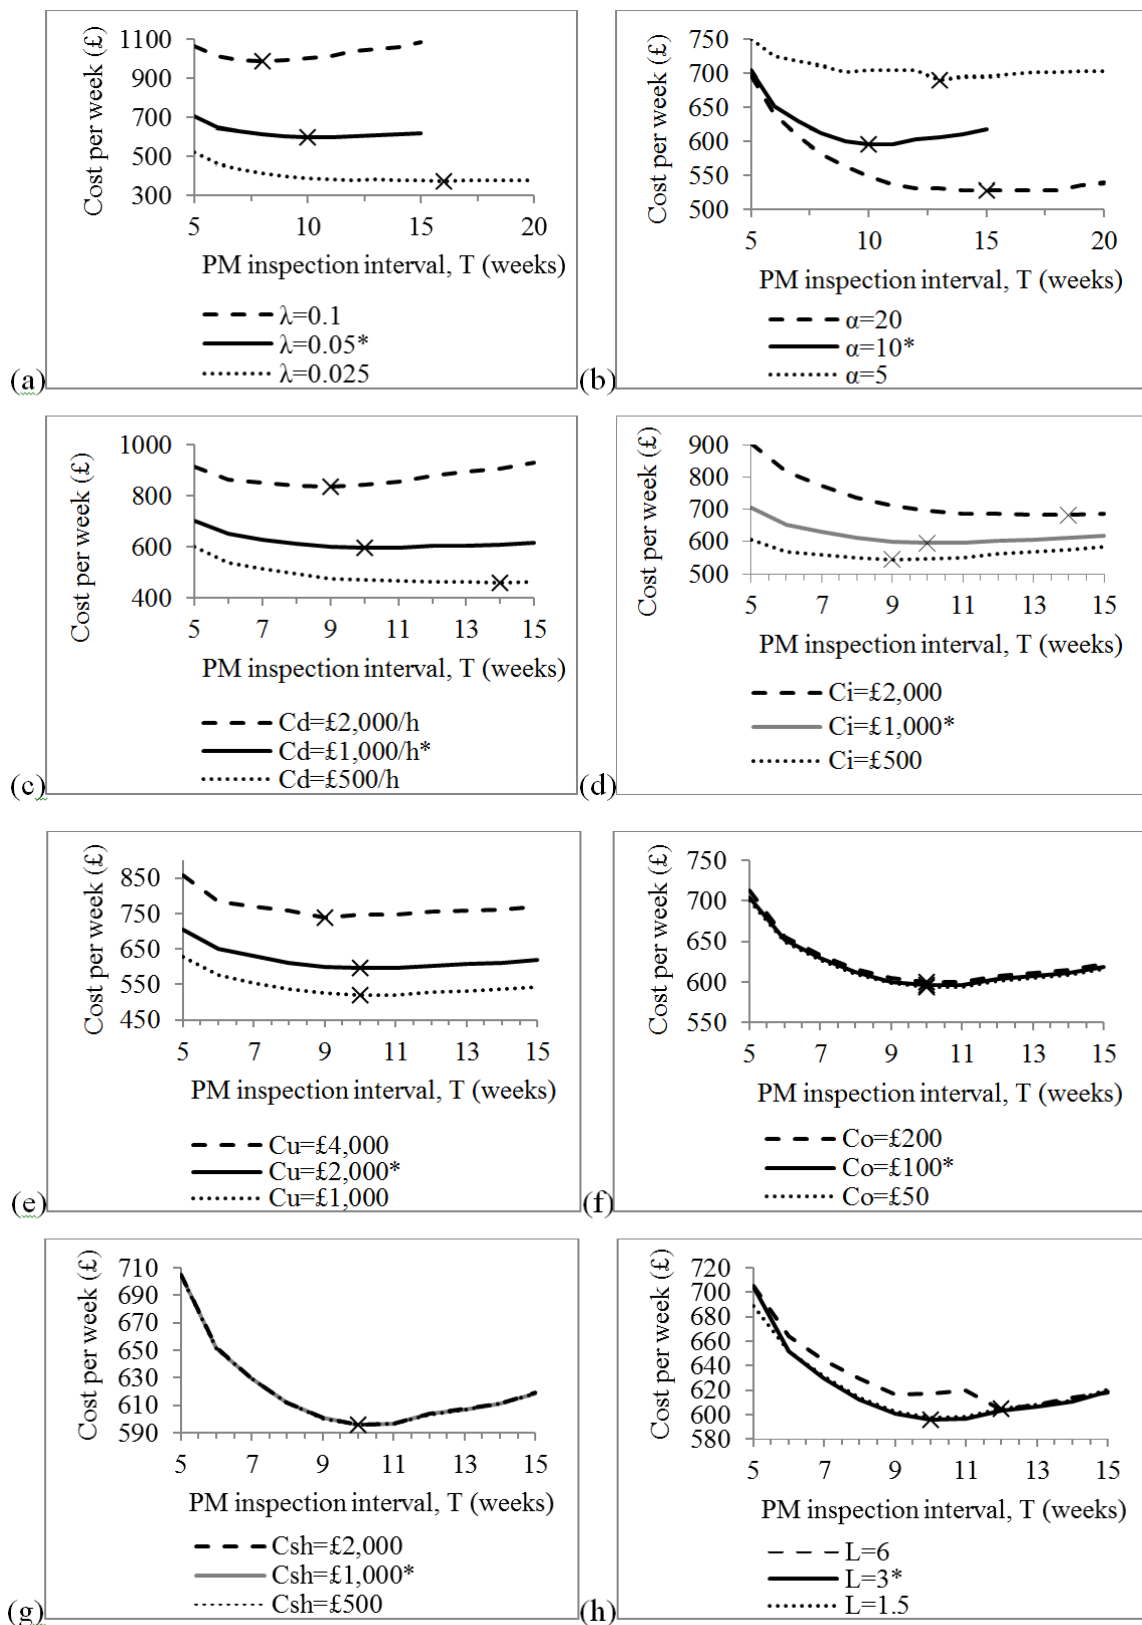 Cost per week (£)
1100
900
700
500
300
5
10
15
20
PM inspection interval, T (weeks)
λ=0.1
λ=0.05*
λ=0.025
(a)
Cost per week (£)
750
700
650
600
550
500
5
10
15
20
PM inspection interval, T (weeks)
α=20
α=10*
α=5
(b)
Cost per week (£)
1000
800
600
400
5
7
9
11
13
15
PM inspection interval, T (weeks)
Cd=£2,000/h
Cd=£1,000/h*
Cd=£500/h
(c)
Cost per week (£)
900
800
700
600
500
5
7
9
11
13
15
PM inspection interval, T (weeks)
Ci=£2,000
Ci=£1,000*
Ci=£500
(d)
Cost per week (£)
850
750
650
550
450
5
7
9
11
13
15
PM inspection interval, T (weeks)
Cu=£4,000
Cu=£2,000*
Cu=£1,000
(e)
Cost per week (£)
750
700
650
600
550
5
7
9
11
13
15
PM inspection interval, T (weeks)
Co=£200
Co=£100*
Co=£50
(f)
Cost per week (£)
710
690
670
650
630
610
590
5
7
9
11
13
15
PM inspection interval, T (weeks)
Csh=£2,000
Csh=£1,000*
Csh=£500
(g)
Cost per week (£)
720
700
680
660
640
620
600
580
5
7
9
11
13
15
PM inspection interval, T (weeks)
L=6
L=3*
L=1.5
(h)